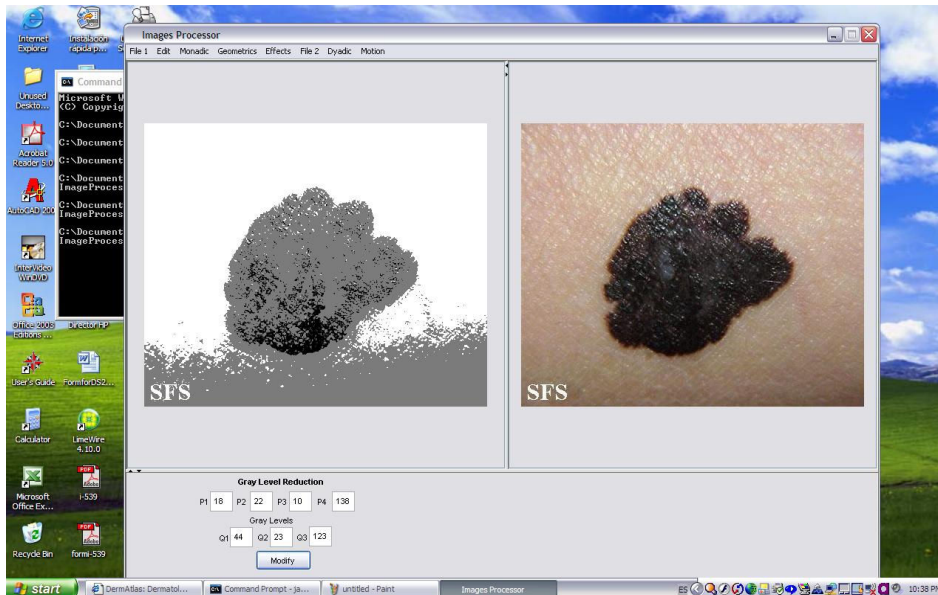 Internet
Explorer
Instalación
rápida p...
Unused
Deskto...
Acrobat
Reader 5.0
AutoCAD 200
InterVideo
WinDVD
Office 2003
Editions ...
Director HP
User's Guide
FormforDS2...
Calculator
LimeWire
4.10.0
Microsoft
Office Ex...
i-539
Recycle Bin
formi-539
Command
Microsoft W
(C) Copyrig
C:\Document
C:\Document
C:\Document
C:\Document
ImageProces
C:\Document
ImageProces
C:\Document
ImageProces
Images Processor
File 1 Edit Monadic Geometrics Effects File 2 Dyadic Motion
SFS
SFS
Gray Level Reduction
P1 18 P2 22 P3 10 P4 138
Gray Levels
Q1 44 Q2 23 Q3 123
Modify
start
DermAtlas: Dermatol...
Command Prompt - ja...
untitled - Paint
Images Processor
ES
10:38 PM